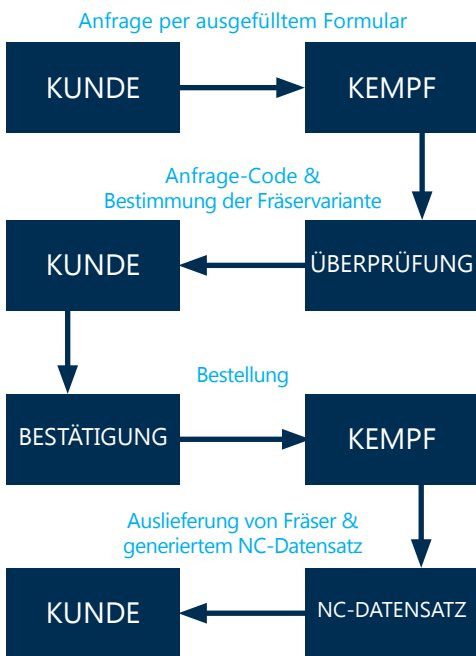 Anfrage per ausgefülltem Formular
KUNDE
KEMPF
Anfrage-Code &
Bestimmung der Fräservariante
KUNDE
ÜBERPRÜFUNG
Bestellung
BESTÄTIGUNG
KEMPF
Auslieferung von Fräser &
generiertem NC-Datensatz
KUNDE
NC-DATENSATZ